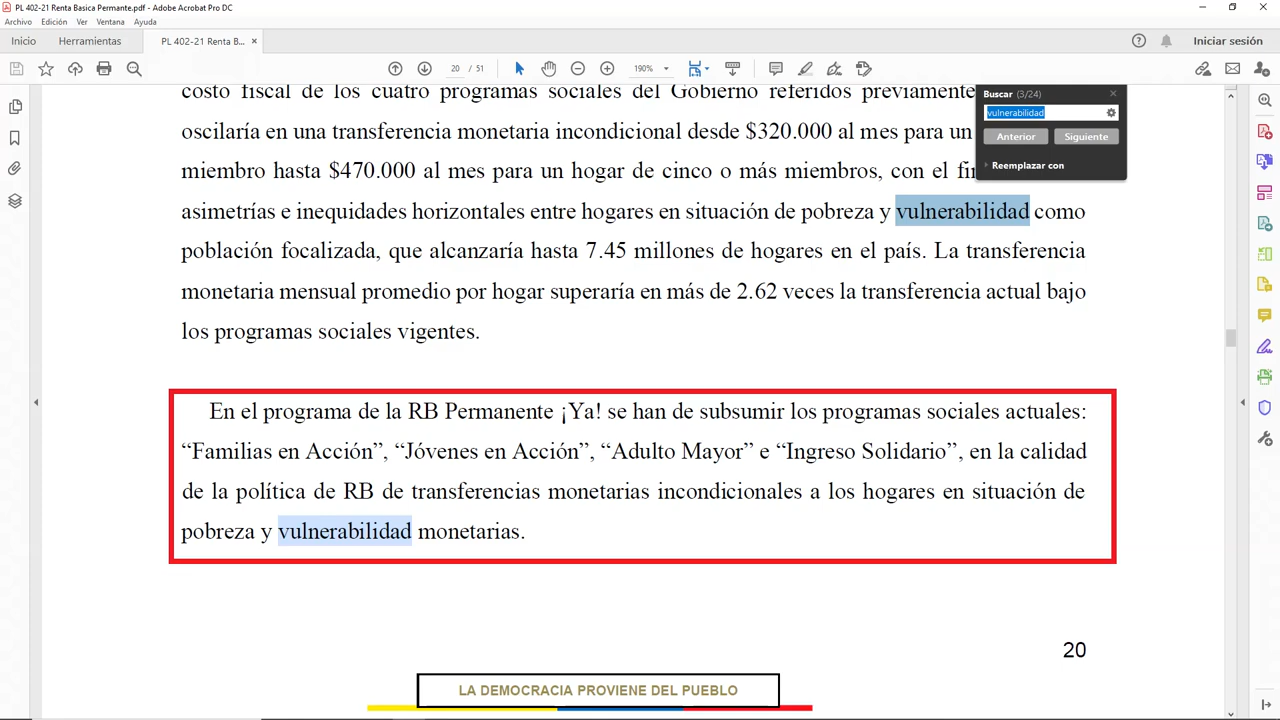 PL 402-21 Renta Basica Permante.pdf - Adobe Acrobat Pro DC
Archivo Edición Ver Ventana Ayuda
Inicio Herramientas PL 402-21 Renta B... × Iniciar sesión
20 / 51 190%
costo fiscal de los cuatro programas sociales del Gobierno referidos previamente
Buscar (3/24)
vulnerabilidad
Anterior Siguiente
Reemplazar con
oscilaría en una transferencia monetaria incondicional desde $320.000 al mes para un
miembro hasta $470.000 al mes para un hogar de cinco o más miembros, con el
asimetrías e inequidades horizontales entre hogares en situación de pobreza y vulnerabilidad como
población focalizada, que alcanzaría hasta 7.45 millones de hogares en el país. La transferencia
monetaria mensual promedio por hogar superaría en más de 2.62 veces la transferencia actual bajo
los programas sociales vigentes.
En el programa de la RB Permanente ¡Ya! se han de subsumir los programas sociales actuales:
“Familias en Acción”, “Jóvenes en Acción”, “Adulto Mayor” e “Ingreso Solidario”, en la calidad
de la política de RB de transferencias monetarias incondicionales a los hogares en situación de
pobreza y vulnerabilidad monetarias.
20
LA DEMOCRACIA PROVIENE DEL PUEBLO